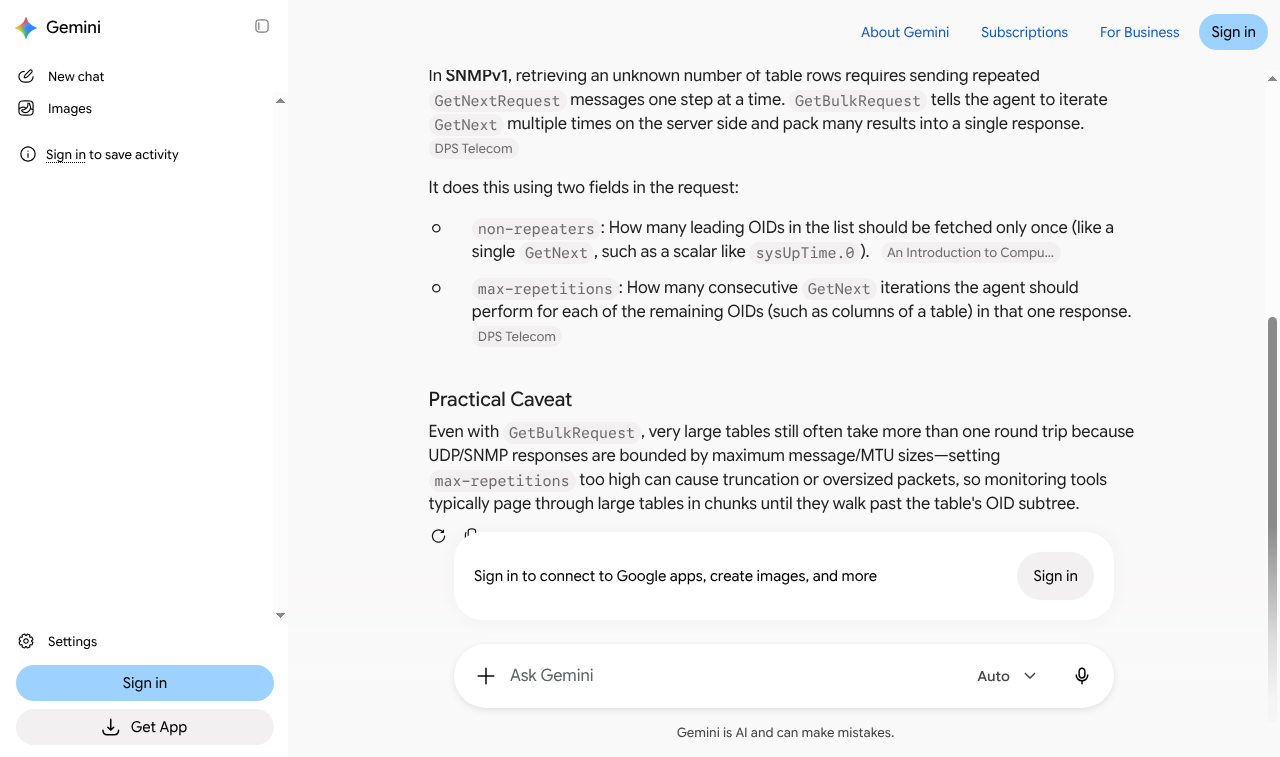 Gemini
New chat
Images
Sign in to save activity
Settings
Sign in
Get App
About Gemini
Subscriptions
For Business
Sign in
In SNMPv1, retrieving an unknown number of table rows requires sending repeated
GetNextRequest messages one step at a time. GetBulkRequest tells the agent to iterate
GetNext multiple times on the server side and pack many results into a single response.
DPS Telecom
It does this using two fields in the request:
non-repeaters : How many leading OIDs in the list should be fetched only once (like a
single GetNext , such as a scalar like sysUpTime.0 ). An Introduction to Compu...
max-repetitions : How many consecutive GetNext iterations the agent should
perform for each of the remaining OIDs (such as columns of a table) in that one response.
DPS Telecom
Practical Caveat
Even with GetBulkRequest , very large tables still often take more than one round trip because
UDP/SNMP responses are bounded by maximum message/MTU sizes—setting
max-repetitions too high can cause truncation or oversized packets, so monitoring tools
typically page through large tables in chunks until they walk past the table's OID subtree.
Sign in to connect to Google apps, create images, and more
Sign in
Ask Gemini
Auto
Gemini is AI and can make mistakes.